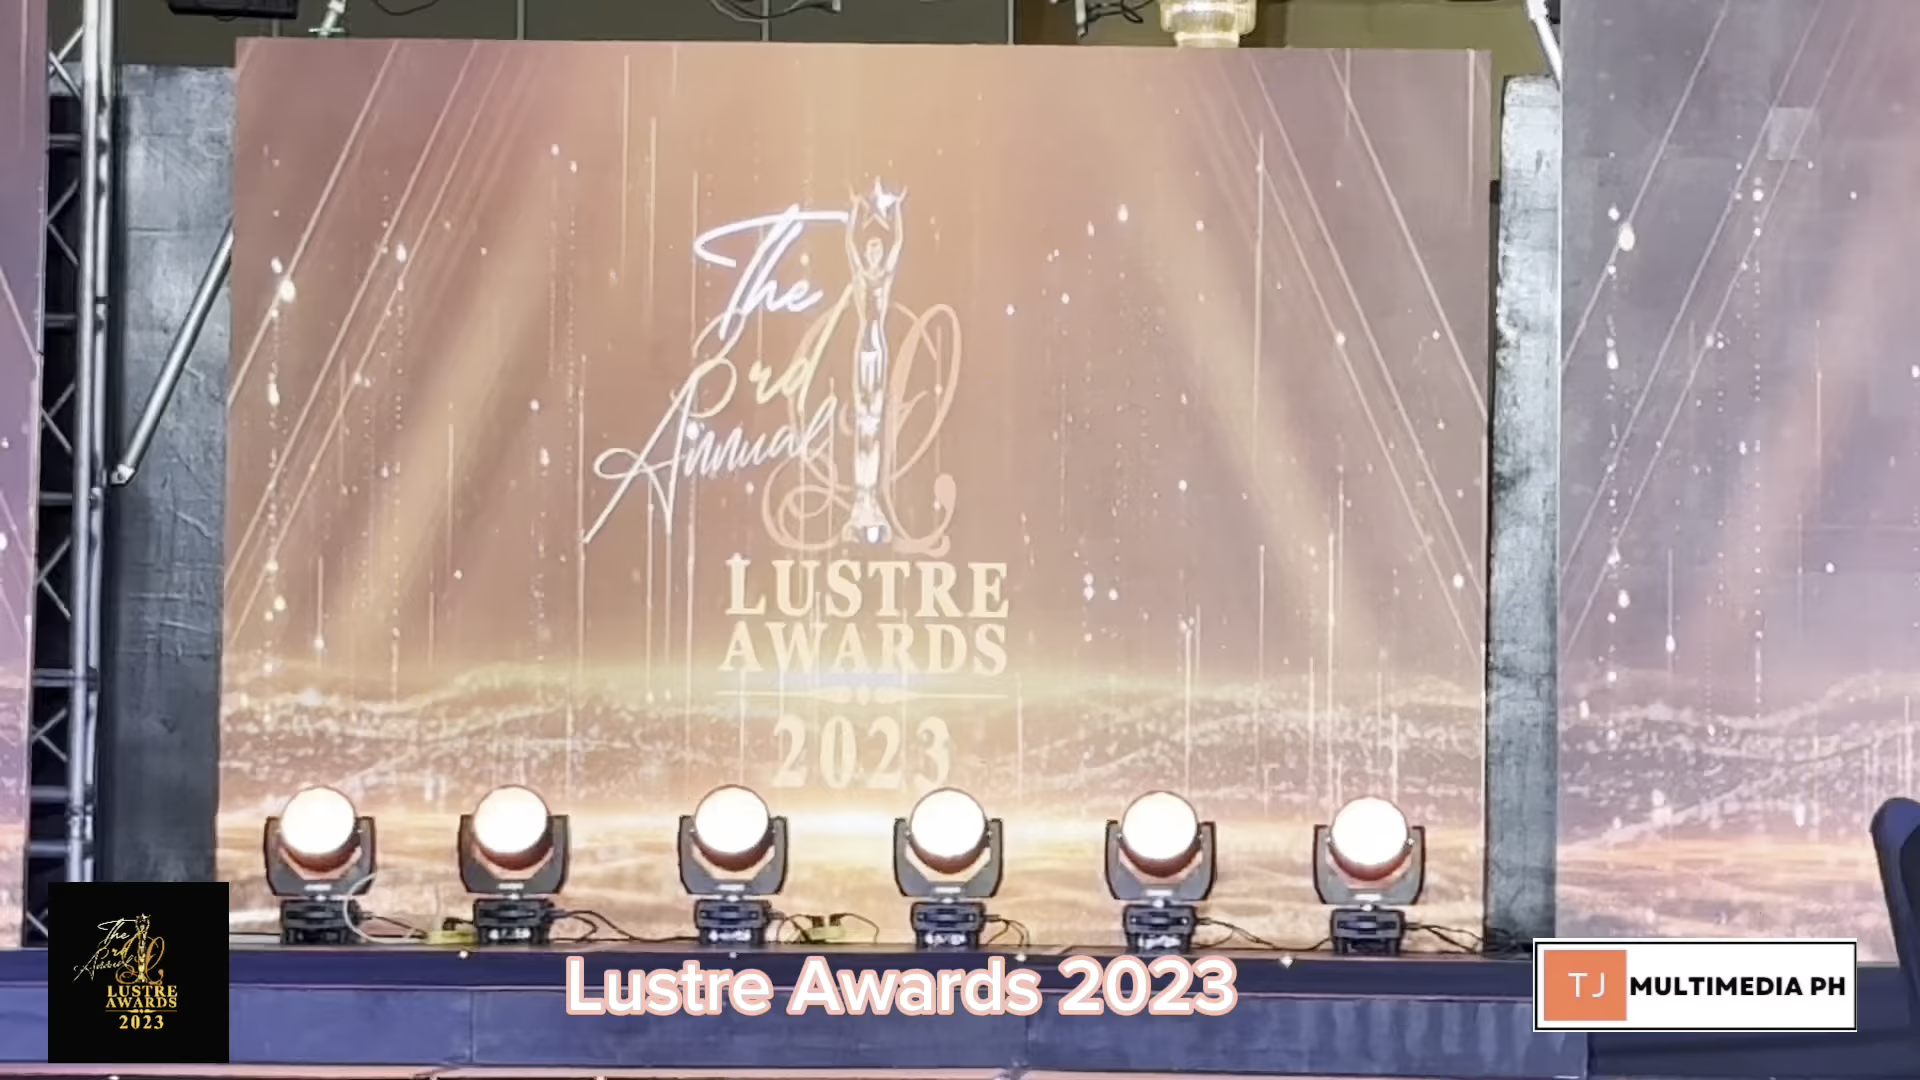 The
3rd
Annual
LUSTRE
AWARDS
2023
The
3rd
Annual
LUSTRE
AWARDS
2023
Lustre Awards 2023
TJ MULTIMEDIA PH